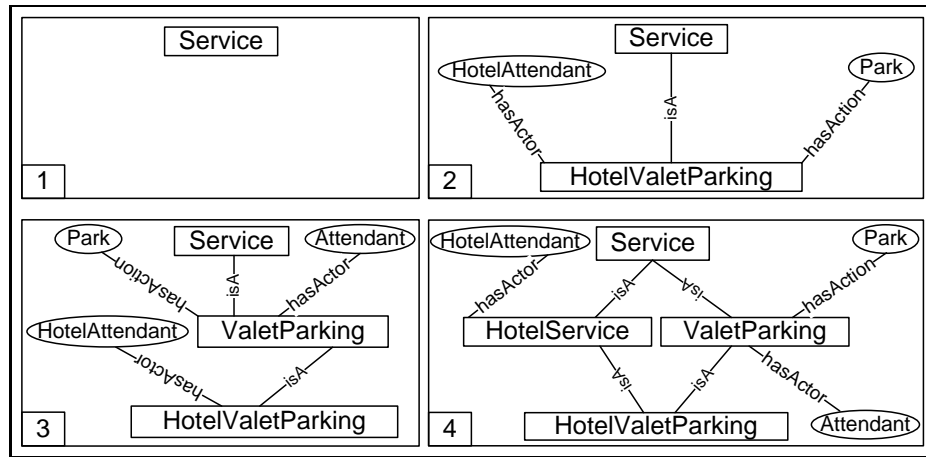 Service
1
Service
HotelAttendant
Park
hasActor
isA
hasAction
HotelValetParking
2
Park
Service
Attendant
hasAction
isA
hasActor
ValetParking
HotelAttendant
hasActor
isA
HotelValetParking
3
HotelAttendant
Service
Park
hasActor
isA
isA
hasAction
HotelService
ValetParking
isA
isA
hasActor
HotelValetParking
Attendant
4